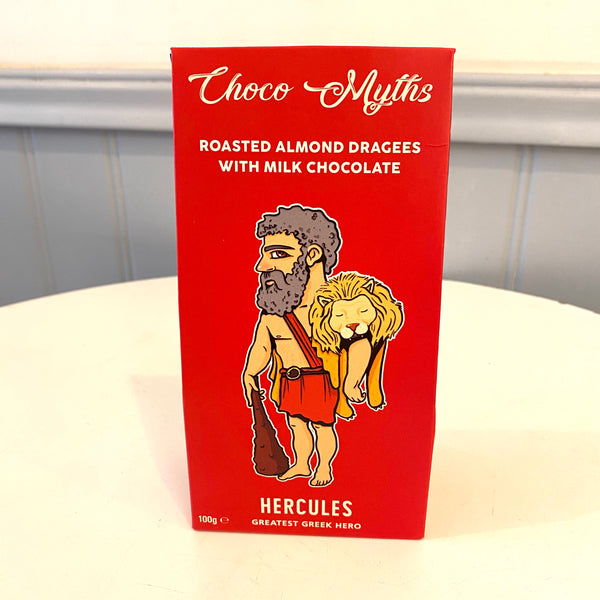 Choco Myths
ROASTED ALMOND DRAGEES
WITH MILK CHOCOLATE
HERCULES
100g ℮
GREATEST GREEK HERO